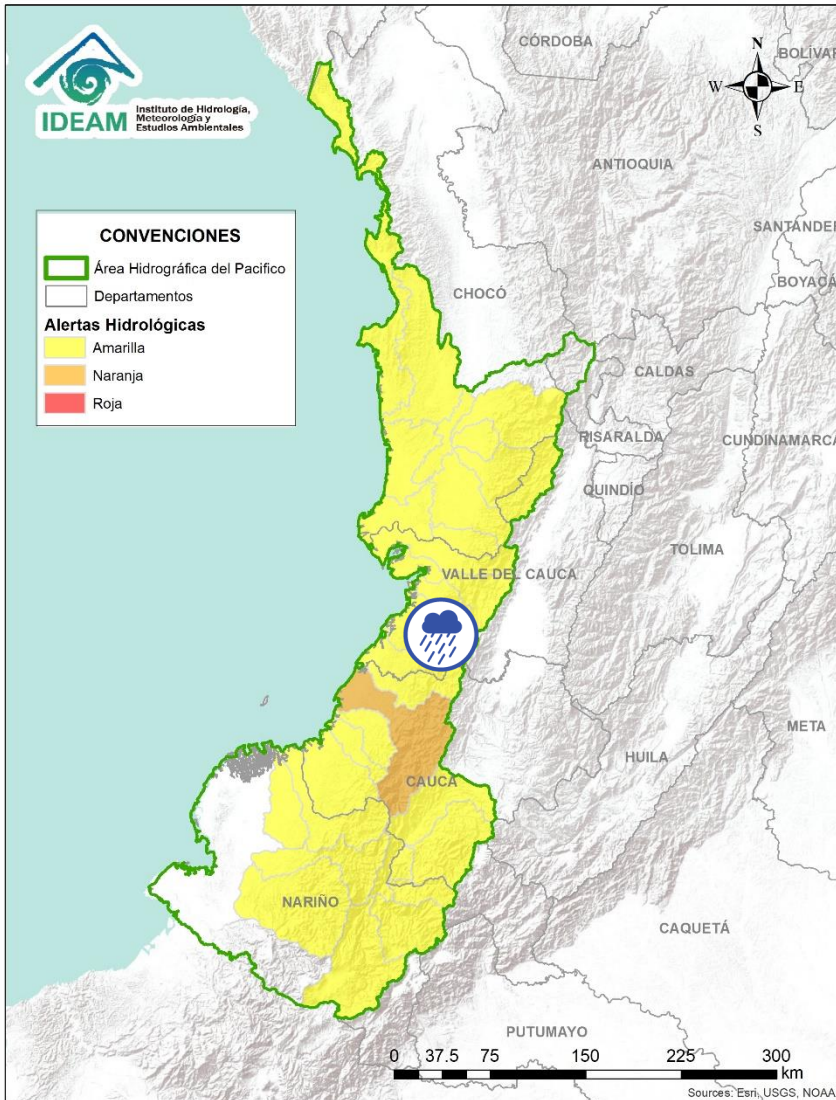 IDEAM
Instituto de Hidrología,
Meteorología y
Estudios Ambientales
CÓRDOBA
BOLÍVAR
N
W
E
S
ANTIOQUIA
SANTANDER
BOYACÁ
CONVENCIONES
Área Hidrográfica del Pacifico
Departamentos
Alertas Hidrológicas
Amarilla
Naranja
Roja
CHOCÓ
CALDAS
RISARALDA
CUNDINAMARCA
QUINDÍO
TOLIMA
VALLE DEL CAUCA
META
HUILA
CAUCA
NARIÑO
CAQUETÁ
PUTUMAYO
0 37.5 75 150 225 300
km
Sources: Esri, USGS, NOAA